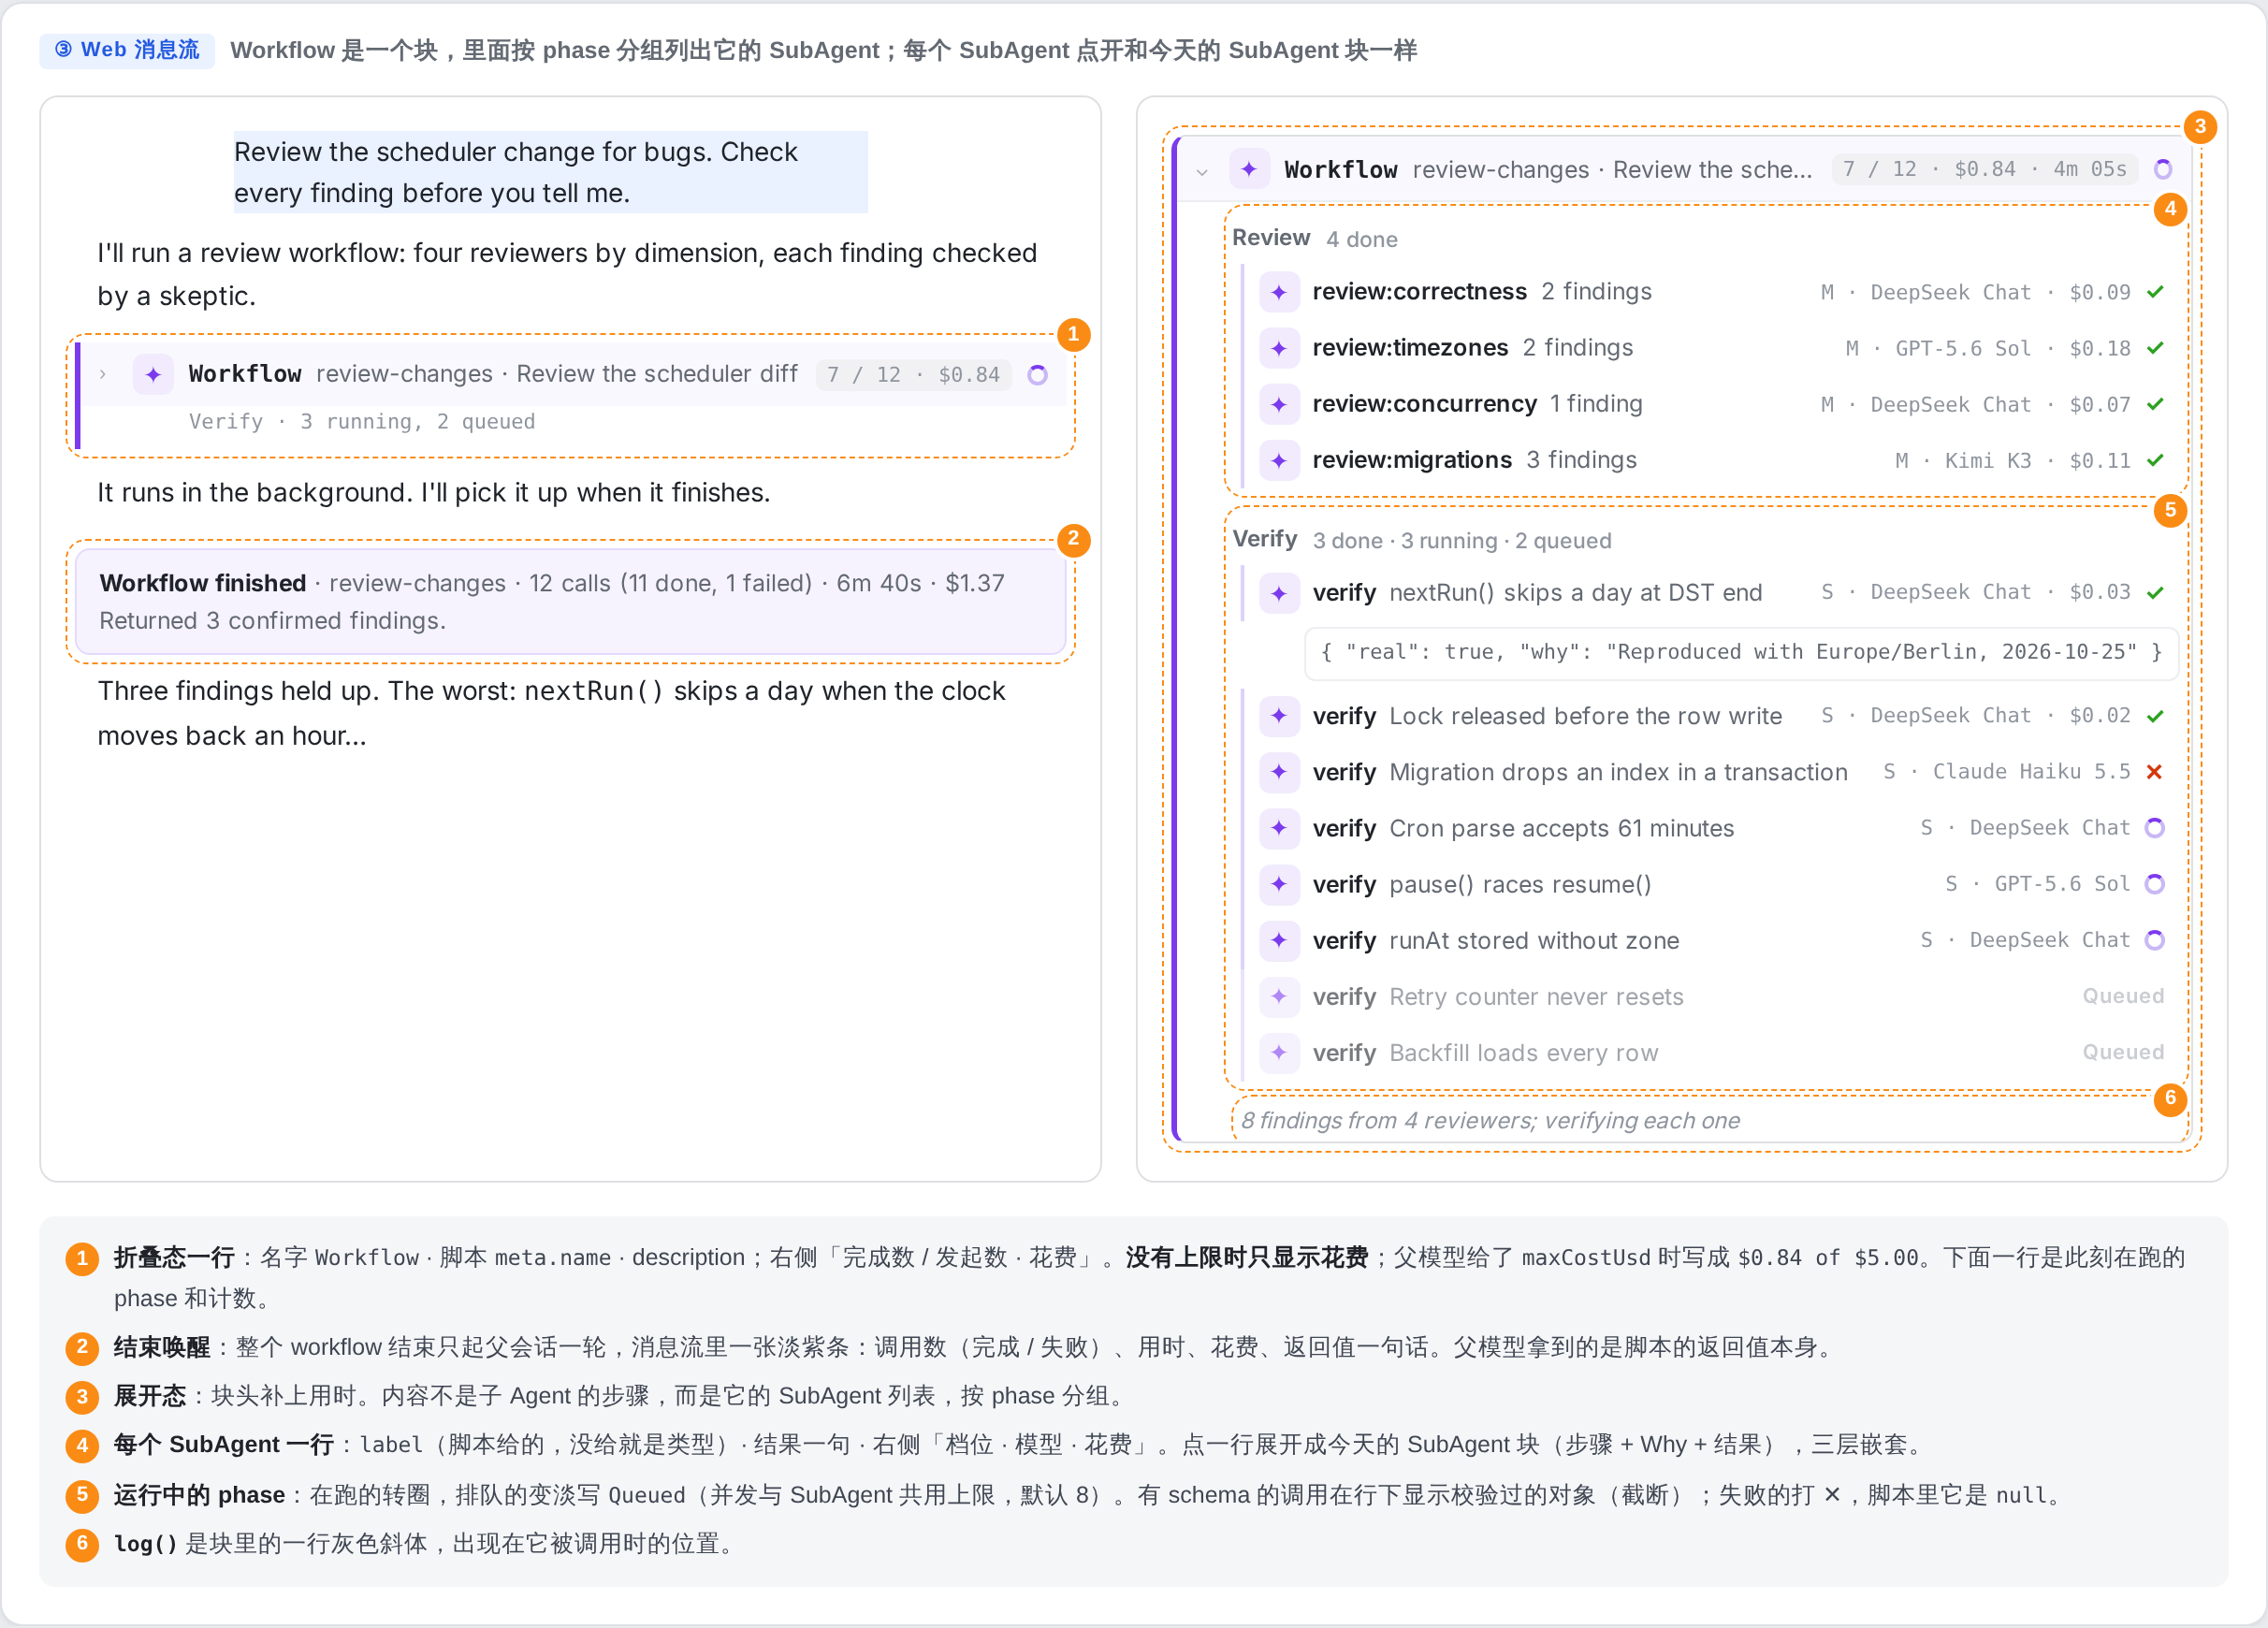 ③ Web 消息流 Workflow 是一个块，里面按 phase 分组列出它的 SubAgent；每个 SubAgent 点开和今天的 SubAgent 块一样
Review the scheduler change for bugs. Check
every finding before you tell me.
I'll run a review workflow: four reviewers by dimension, each finding checked
by a skeptic.
1
Workflow review-changes · Review the scheduler diff 7 / 12 · $0.84
Verify · 3 running, 2 queued
It runs in the background. I'll pick it up when it finishes.
2
Workflow finished · review-changes · 12 calls (11 done, 1 failed) · 6m 40s · $1.37
Returned 3 confirmed findings.
Three findings held up. The worst: nextRun() skips a day when the clock
moves back an hour…
3
Workflow review-changes · Review the sche… 7 / 12 · $0.84 · 4m 05s
4
Review 4 done
review:correctness 2 findings M · DeepSeek Chat · $0.09 ✓
review:timezones 2 findings M · GPT-5.6 Sol · $0.18 ✓
review:concurrency 1 finding M · DeepSeek Chat · $0.07 ✓
review:migrations 3 findings M · Kimi K3 · $0.11 ✓
5
Verify 3 done · 3 running · 2 queued
verify nextRun() skips a day at DST end S · DeepSeek Chat · $0.03 ✓
{ "real": true, "why": "Reproduced with Europe/Berlin, 2026-10-25" }
verify Lock released before the row write S · DeepSeek Chat · $0.02 ✓
verify Migration drops an index in a transaction S · Claude Haiku 5.5 ✕
verify Cron parse accepts 61 minutes S · DeepSeek Chat
verify pause() races resume() S · GPT-5.6 Sol
verify runAt stored without zone S · DeepSeek Chat
verify Retry counter never resets Queued
verify Backfill loads every row Queued
6
8 findings from 4 reviewers; verifying each one
1 折叠态一行：名字 Workflow · 脚本 meta.name · description；右侧「完成数 / 发起数 · 花费」。没有上限时只显示花费；父模型给了 maxCostUsd 时写成 $0.84 of $5.00。下面一行是此刻在跑的
phase 和计数。
2 结束唤醒：整个 workflow 结束只起父会话一轮，消息流里一张淡紫条：调用数（完成 / 失败）、用时、花费、返回值一句话。父模型拿到的是脚本的返回值本身。
3 展开态：块头补上用时。内容不是子 Agent 的步骤，而是它的 SubAgent 列表，按 phase 分组。
4 每个 SubAgent 一行：label（脚本给的，没给就是类型）· 结果一句 · 右侧「档位 · 模型 · 花费」。点一行展开成今天的 SubAgent 块（步骤 + Why + 结果），三层嵌套。
5 运行中的 phase：在跑的转圈，排队的变淡写 Queued（并发与 SubAgent 共用上限，默认 8）。有 schema 的调用在行下显示校验过的对象（截断）；失败的打 ✕，脚本里它是 null。
6 log() 是块里的一行灰色斜体，出现在它被调用时的位置。